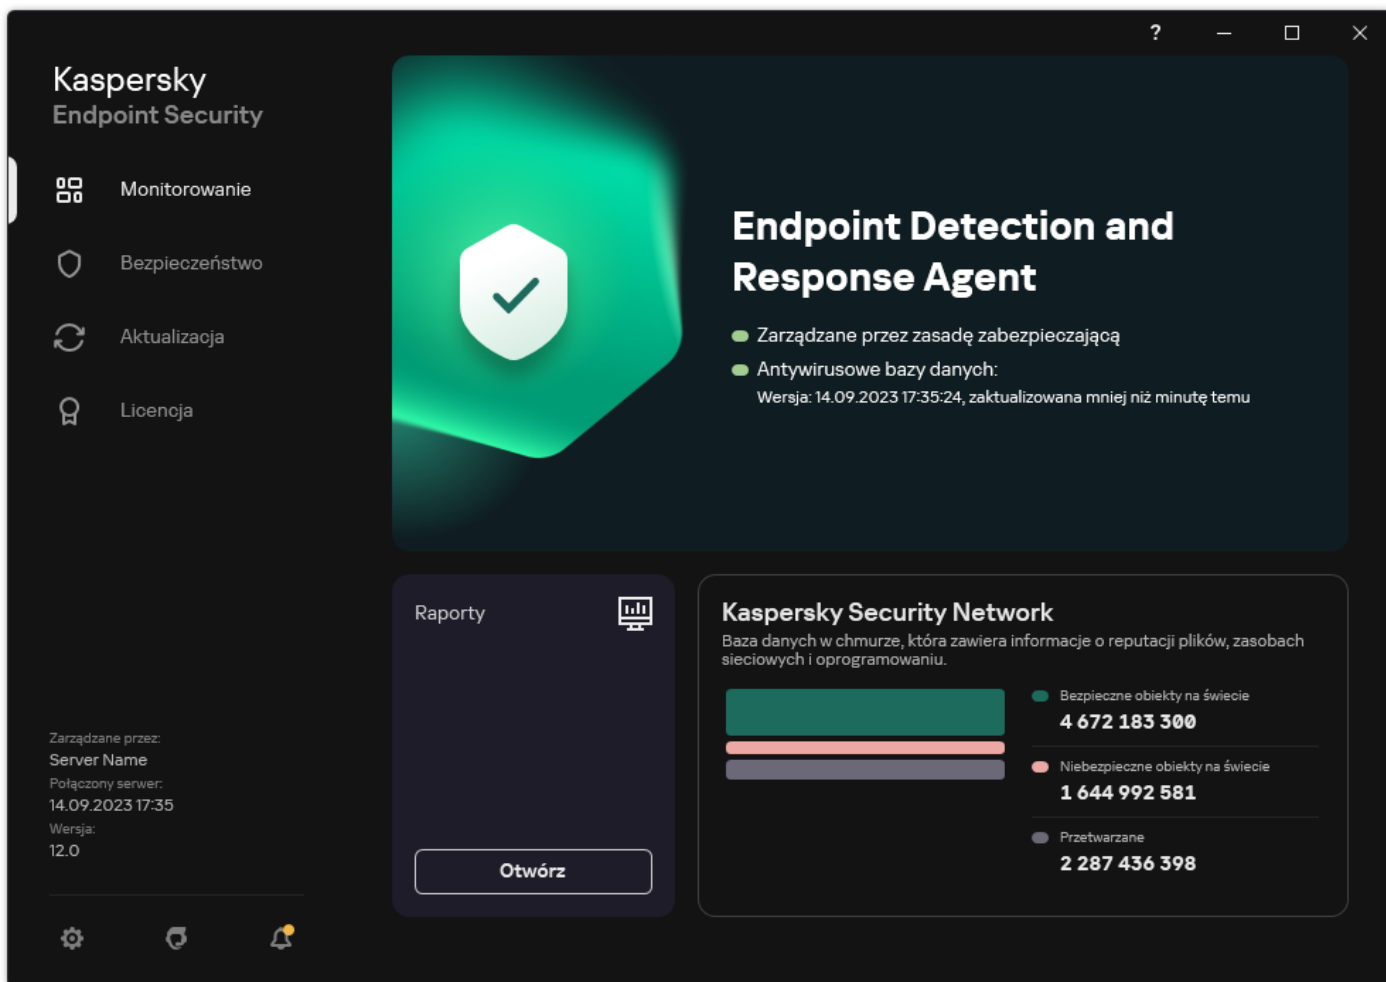 ?
Kaspersky
Endpoint Security
Monitorowanie
Bezpieczeństwo
Aktualizacja
Licencja
Zarządzane przez:
Server Name
Połączony serwer:
14.09.2023 17:35
Wersja:
12.0
Endpoint Detection and
Response Agent
Zarządzane przez zasadę zabezpieczającą
Antywirusowe bazy danych:
Wersja: 14.09.2023 17:35:24, zaktualizowana mniej niż minutę temu
Raporty
Otwórz
Kaspersky Security Network
Baza danych w chmurze, która zawiera informacje o reputacji plików, zasobach
sieciowych i oprogramowaniu.
Bezpieczne obiekty na świecie
4 672 183 300
Niebezpieczne obiekty na świecie
1 644 992 581
Przetwarzane
2 287 436 398